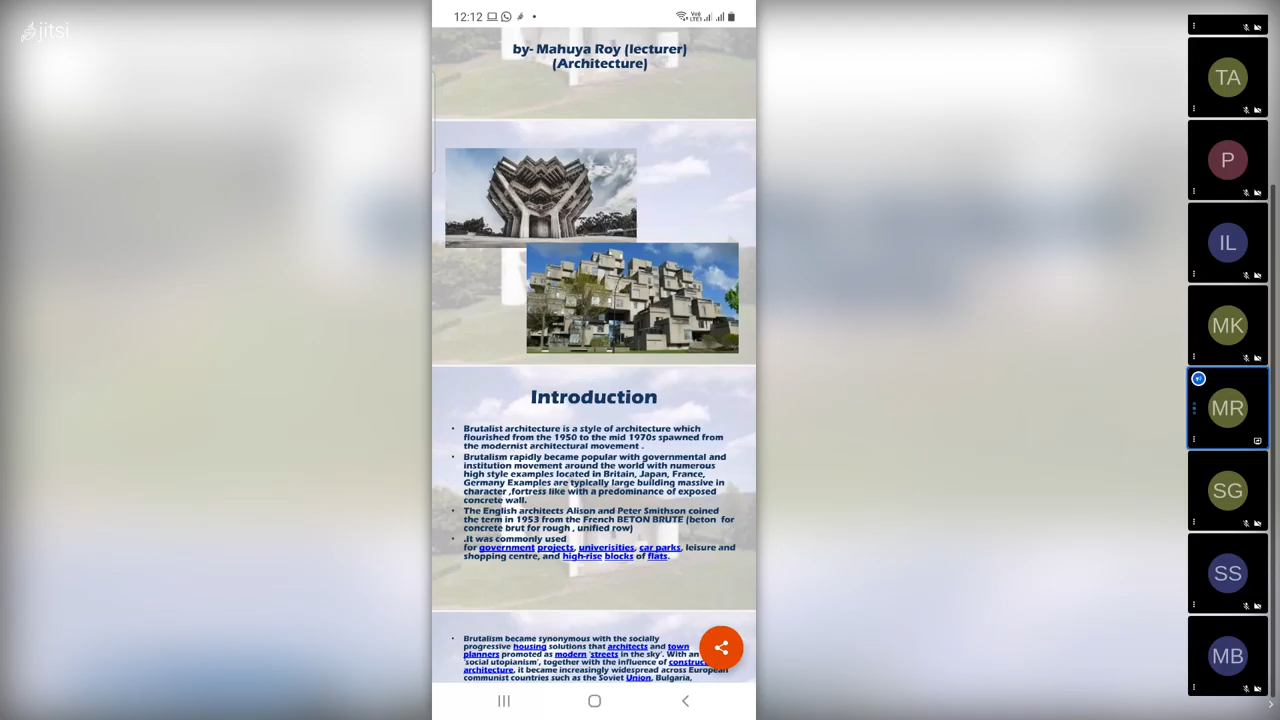 jitsi
12:12
Vo))
LTE1
by- Mahuya Roy (lecturer)
(Architecture)
Introduction
• Brutalist architecture is a style of architecture which
flourished from the 1950 to the mid 1970s spawned from
the modernist architectural movement .
• Brutalism rapidly became popular with governmental and
institution movement around the world with numerous
high style examples located in Britain, Japan, France,
Germany Examples are typically large building massive in
character ,fortress like with a predominance of exposed
concrete wall.
• The English architects Alison and Peter Smithson coined
the term in 1953 from the French BETON BRUTE (beton for
concrete brut for rough , unified row)
• .It was commonly used
for government projects, univerisities, car parks, leisure and
shopping centre, and high-rise blocks of flats.
• Brutalism became synonymous with the socially
progressive housing solutions that architects and town
planners promoted as modern 'streets in the sky'. With an
'social utopianism', together with the influence of
architecture, it became increasingly widespread across European
communist countries such as the Soviet Union, Bulgaria,
TA
P
IL
MK
MR
SG
SS
MB